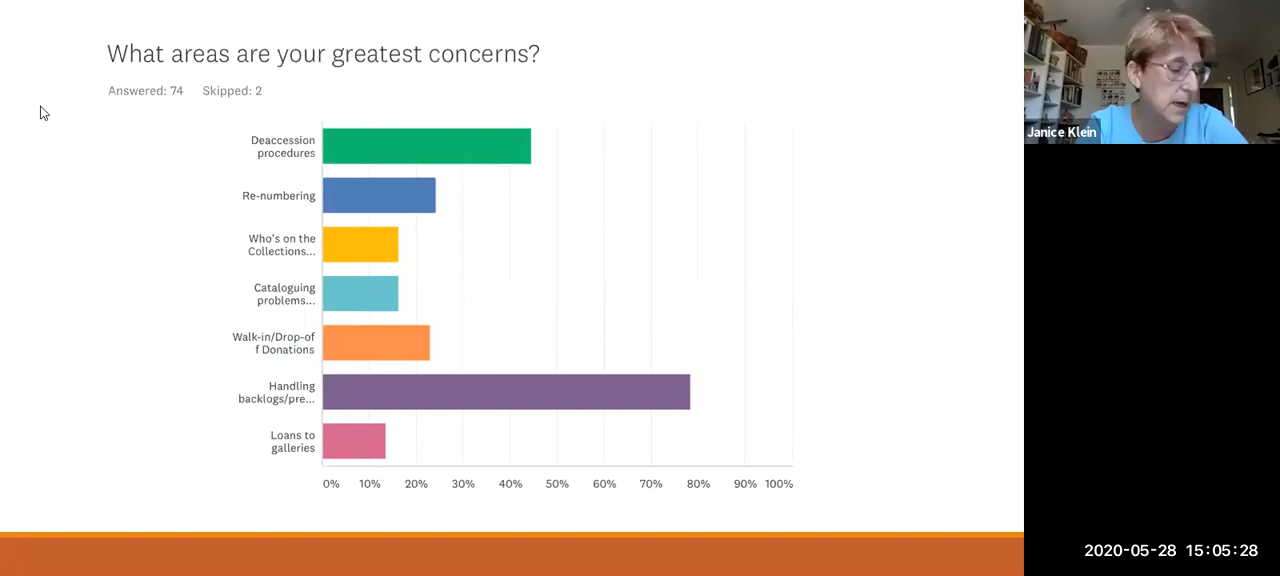 What areas are your greatest concerns?
Answered: 74 Skipped: 2
Deaccession
procedures
Re-numbering
Who's on the
Collections...
Cataloguing
problems...
Walk-in/Drop-of
f Donations
Handling
backlogs/pre...
Loans to
galleries
0% 10% 20% 30% 40% 50% 60% 70% 80% 90% 100%
Janice Klein
2020-05-28 15:05:28